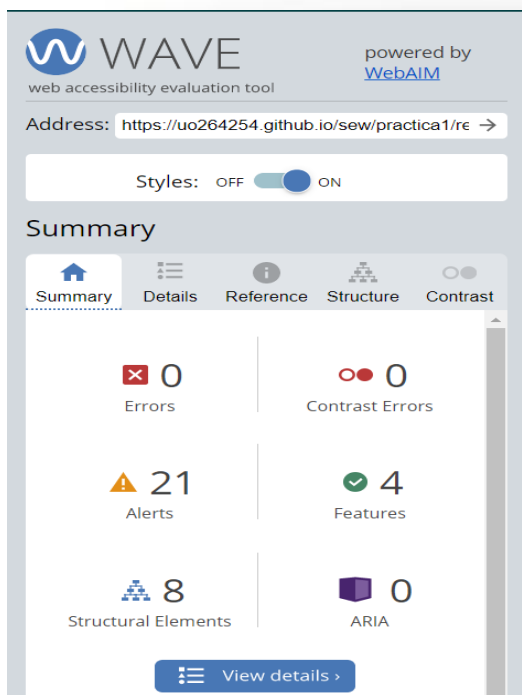 WAVE
powered by
WebAIM
web accessibility evaluation tool
Address: https://uo264254.github.io/sew/practica1/re
Styles: OFF ON
Summary
Summary Details Reference Structure Contrast
0 0
Errors Contrast Errors
21 4
Alerts Features
8 0
Structural Elements ARIA
View details ›